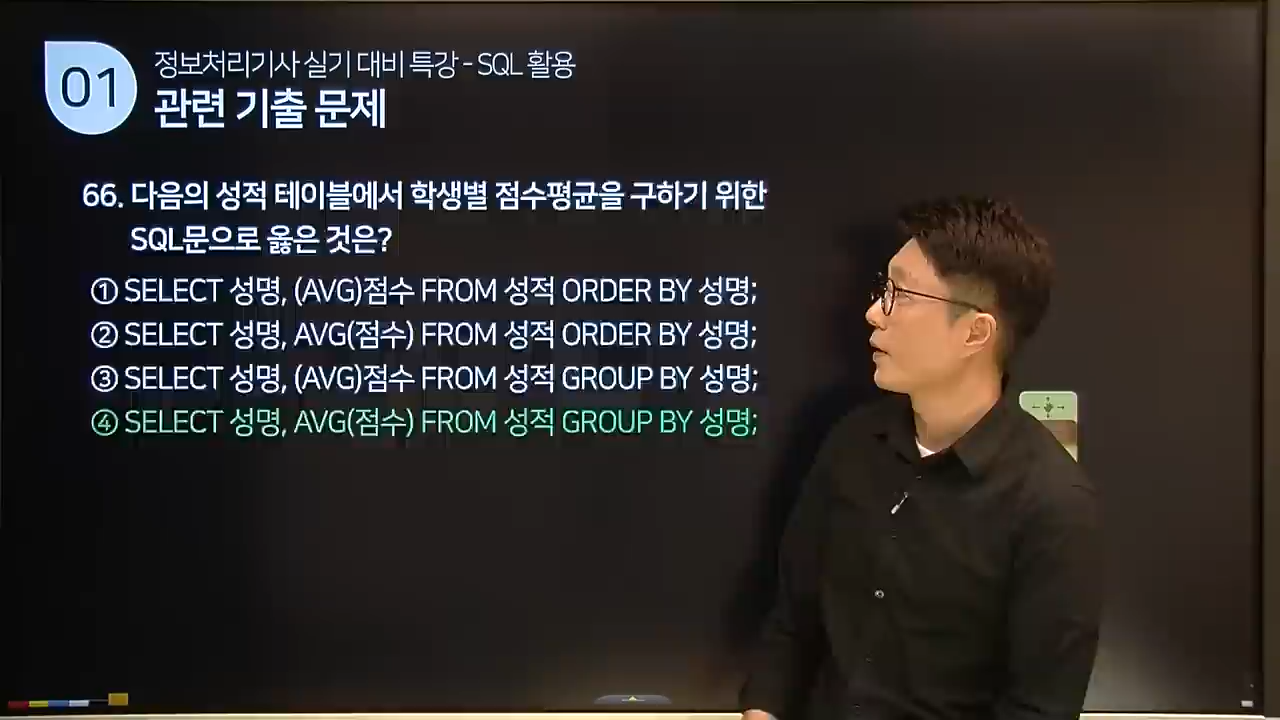 01
정보처리기사 실기 대비 특강 - SQL 활용
관련 기출 문제
66. 다음의 성적 테이블에서 학생별 점수평균을 구하기 위한
SQL문으로 옳은 것은?
① SELECT 성명, (AVG)점수 FROM 성적 ORDER BY 성명;
② SELECT 성명, AVG(점수) FROM 성적 ORDER BY 성명;
③ SELECT 성명, (AVG)점수 FROM 성적 GROUP BY 성명;
④ SELECT 성명, AVG(점수) FROM 성적 GROUP BY 성명;